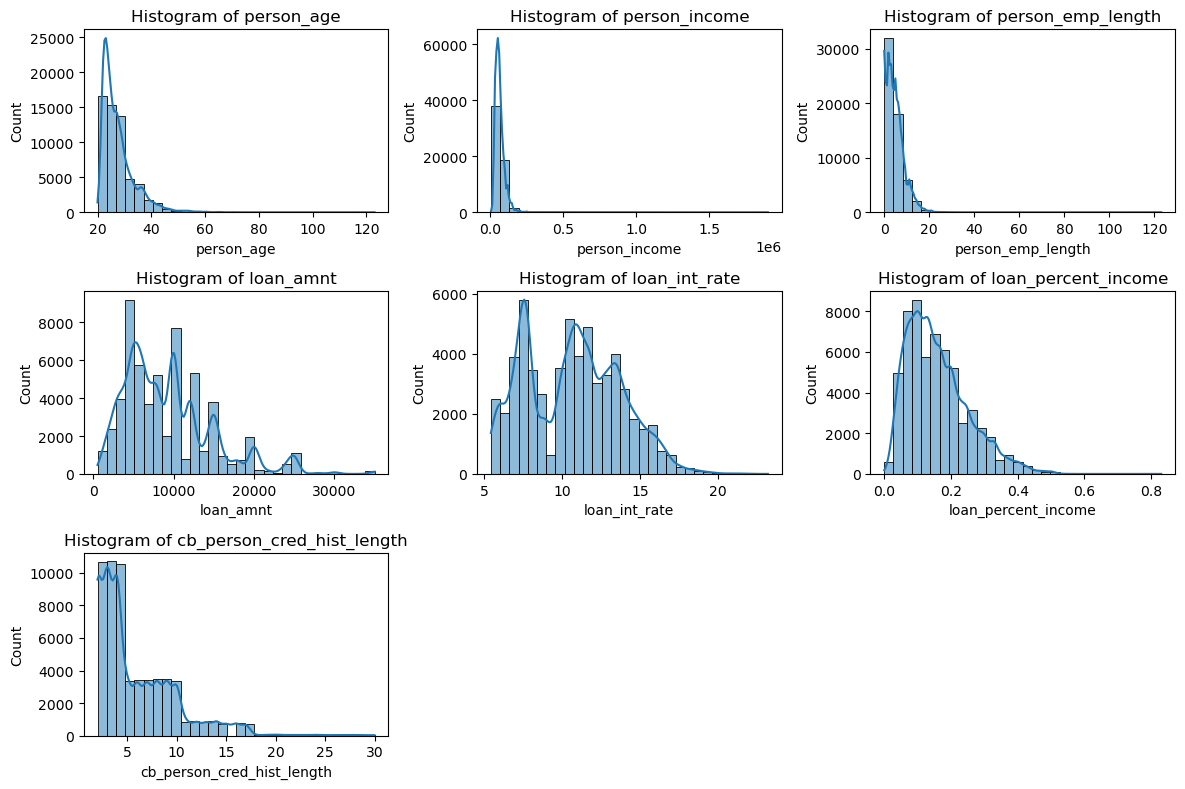 Histogram of person_age
Count
25000
20000
15000
10000
5000
0
20 40 60 80 100 120
person_age
Histogram of person_income
Count
60000
40000
20000
0
0.0 0.5 1.0 1.5
1e6
person_income
Histogram of person_emp_length
Count
30000
20000
10000
0
0 20 40 60 80 100 120
person_emp_length
Histogram of loan_amnt
Count
8000
6000
4000
2000
0
0 10000 20000 30000
loan_amnt
Histogram of loan_int_rate
Count
6000
4000
2000
0
5 10 15 20
loan_int_rate
Histogram of loan_percent_income
Count
8000
6000
4000
2000
0
0.0 0.2 0.4 0.6 0.8
loan_percent_income
Histogram of cb_person_cred_hist_length
Count
10000
8000
6000
4000
2000
0
5 10 15 20 25 30
cb_person_cred_hist_length